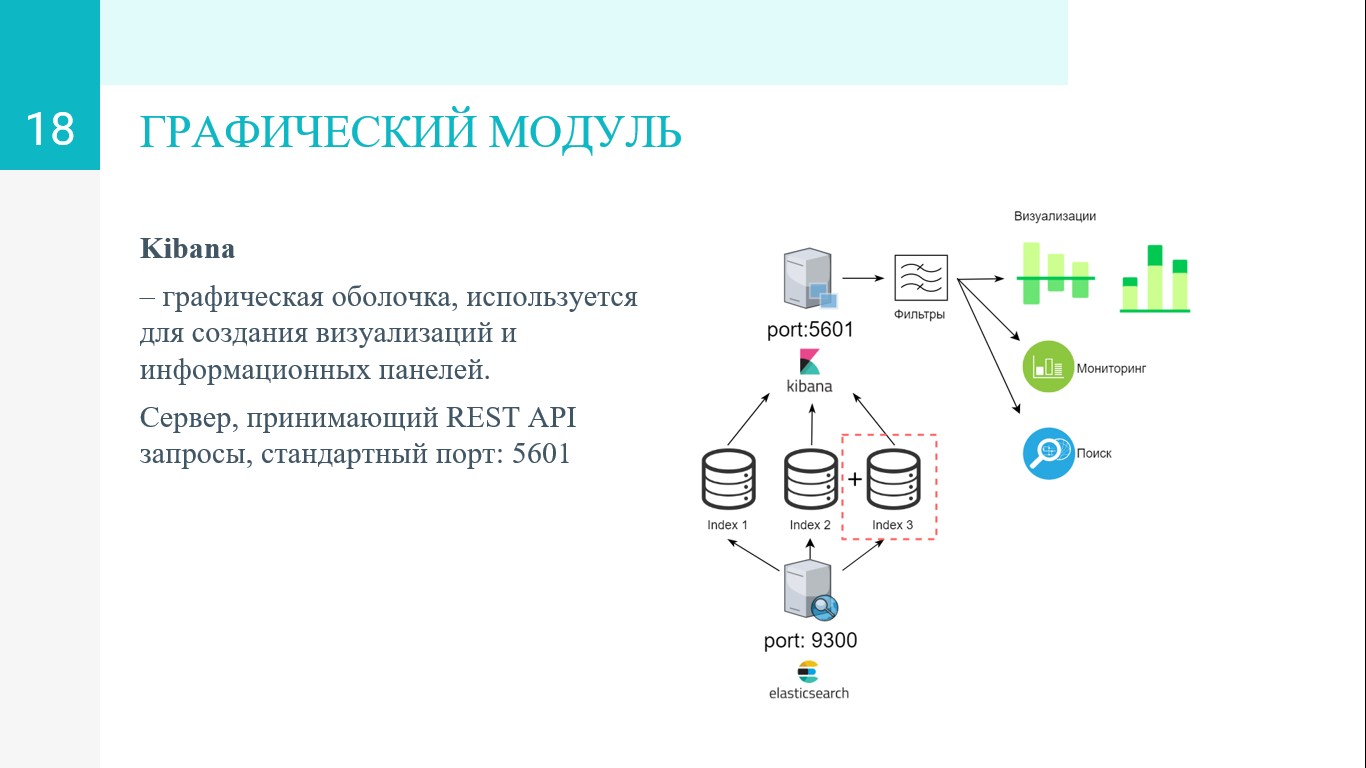 18
ГРАФИЧЕСКИЙ МОДУЛЬ
Kibana
– графическая оболочка, используется
для создания визуализаций и
информационных панелей.
Сервер, принимающий REST API
запросы, стандартный порт: 5601
Визуализации
Фильтры
port:5601
kibana
Мониторинг
Поиск
+
Index 1
Index 2
Index 3
port: 9300
elasticsearch